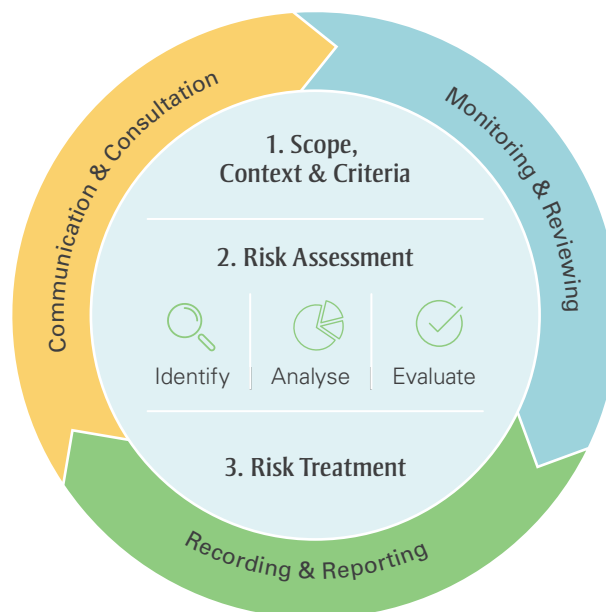 Communication & Consultation
Monitoring & Reviewing
1. Scope,
Context & Criteria
2. Risk Assessment
Identify
Analyse
Evaluate
3. Risk Treatment
Recording & Reporting